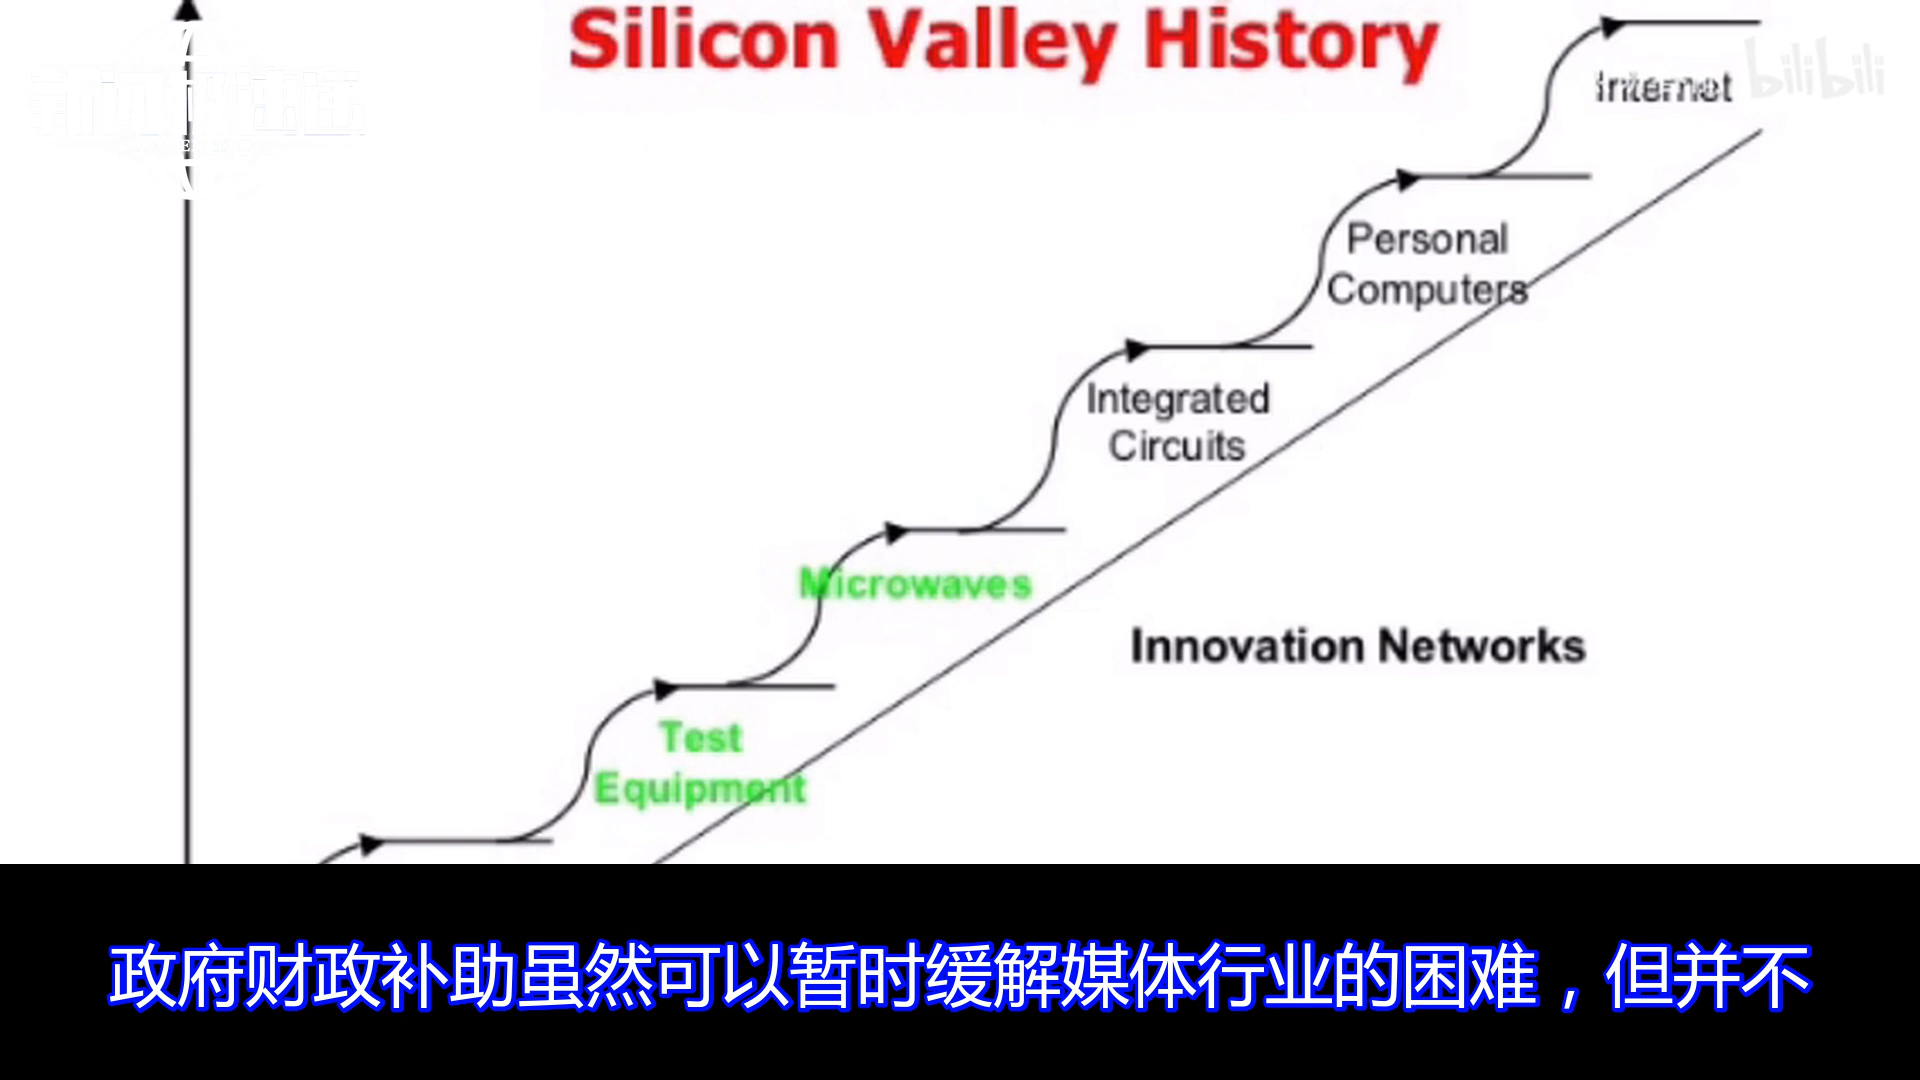 Silicon Valley History
Internet
bilibili
Personal
Computers
Integrated
Circuits
Microwaves
Innovation Networks
Test
Equipment
政府财政补助虽然可以暂时缓解媒体行业的困难，但并不